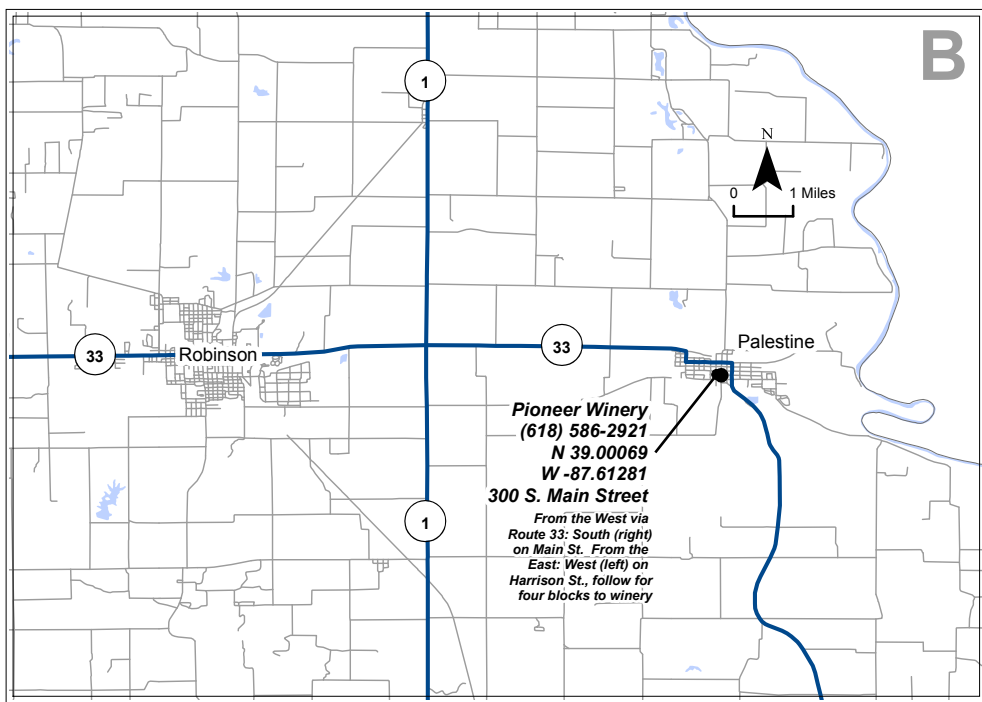 B
1
N
0 1 Miles
33
Robinson
33
Palestine
Pioneer Winery
(618) 586-2921
N 39.00069
W -87.61281
300 S. Main Street
From the West via
Route 33: South (right)
on Main St. From the
East: West (left) on
Harrison St., follow for
four blocks to winery
1